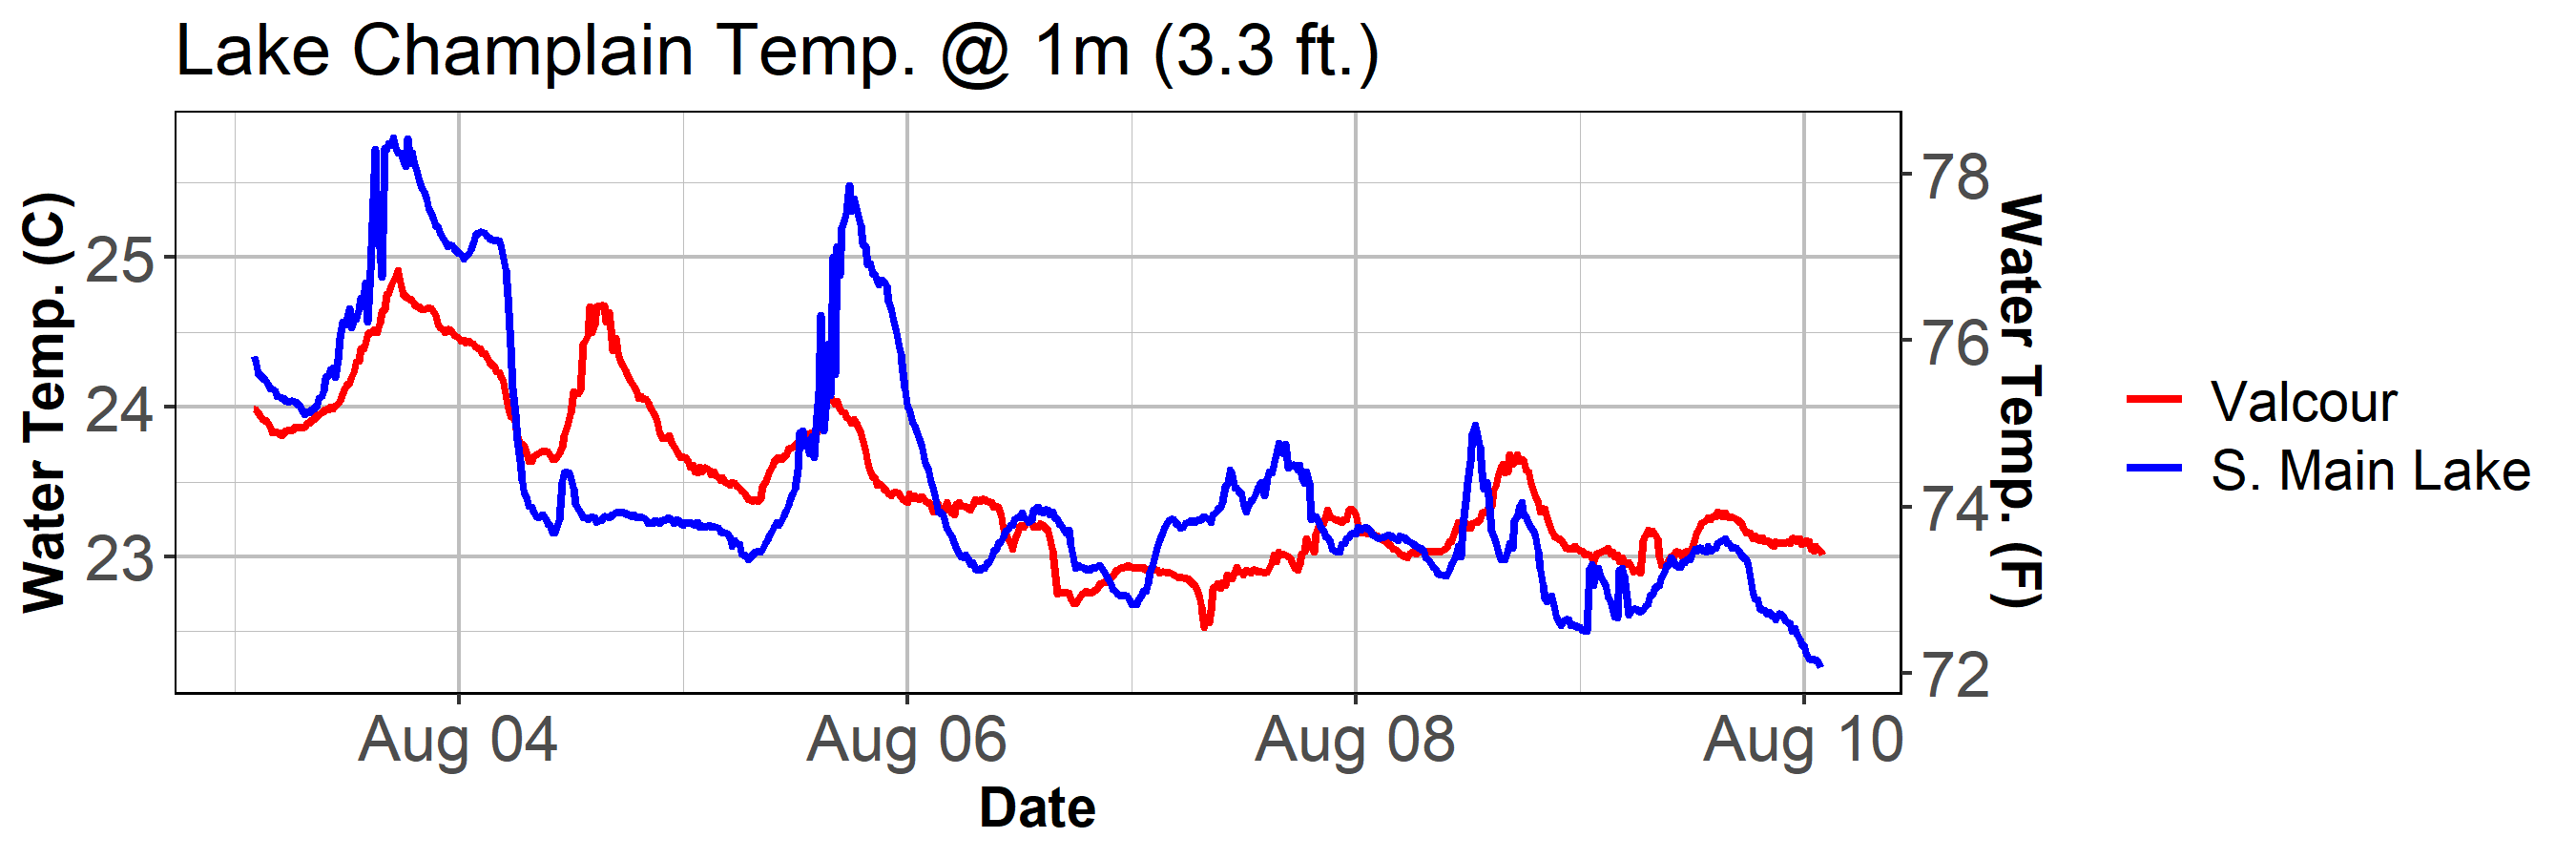 Lake Champlain Temp. @ 1m (3.3 ft.)
Water Temp. (C)
25
24
23
78
76
74
72
Water Temp. (F)
Valcour
S. Main Lake
Aug 04
Aug 06
Aug 08
Aug 10
Date